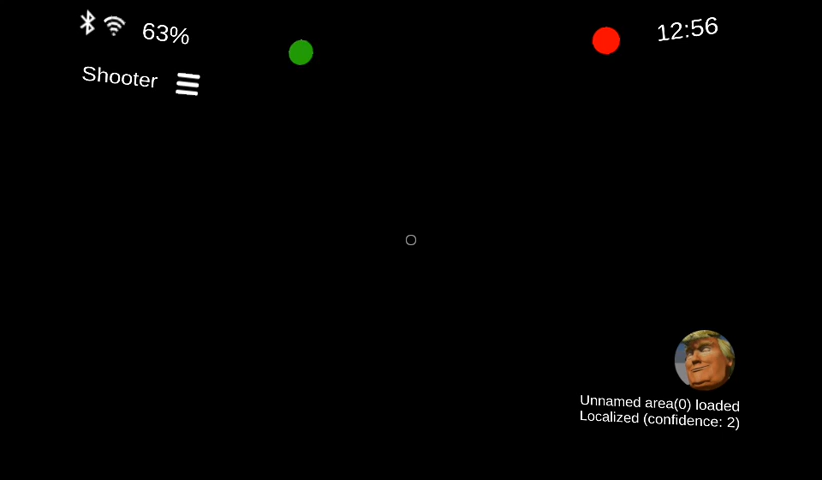 63%
12:56
Shooter
Unnamed area(0) loaded
Localized (confidence: 2)